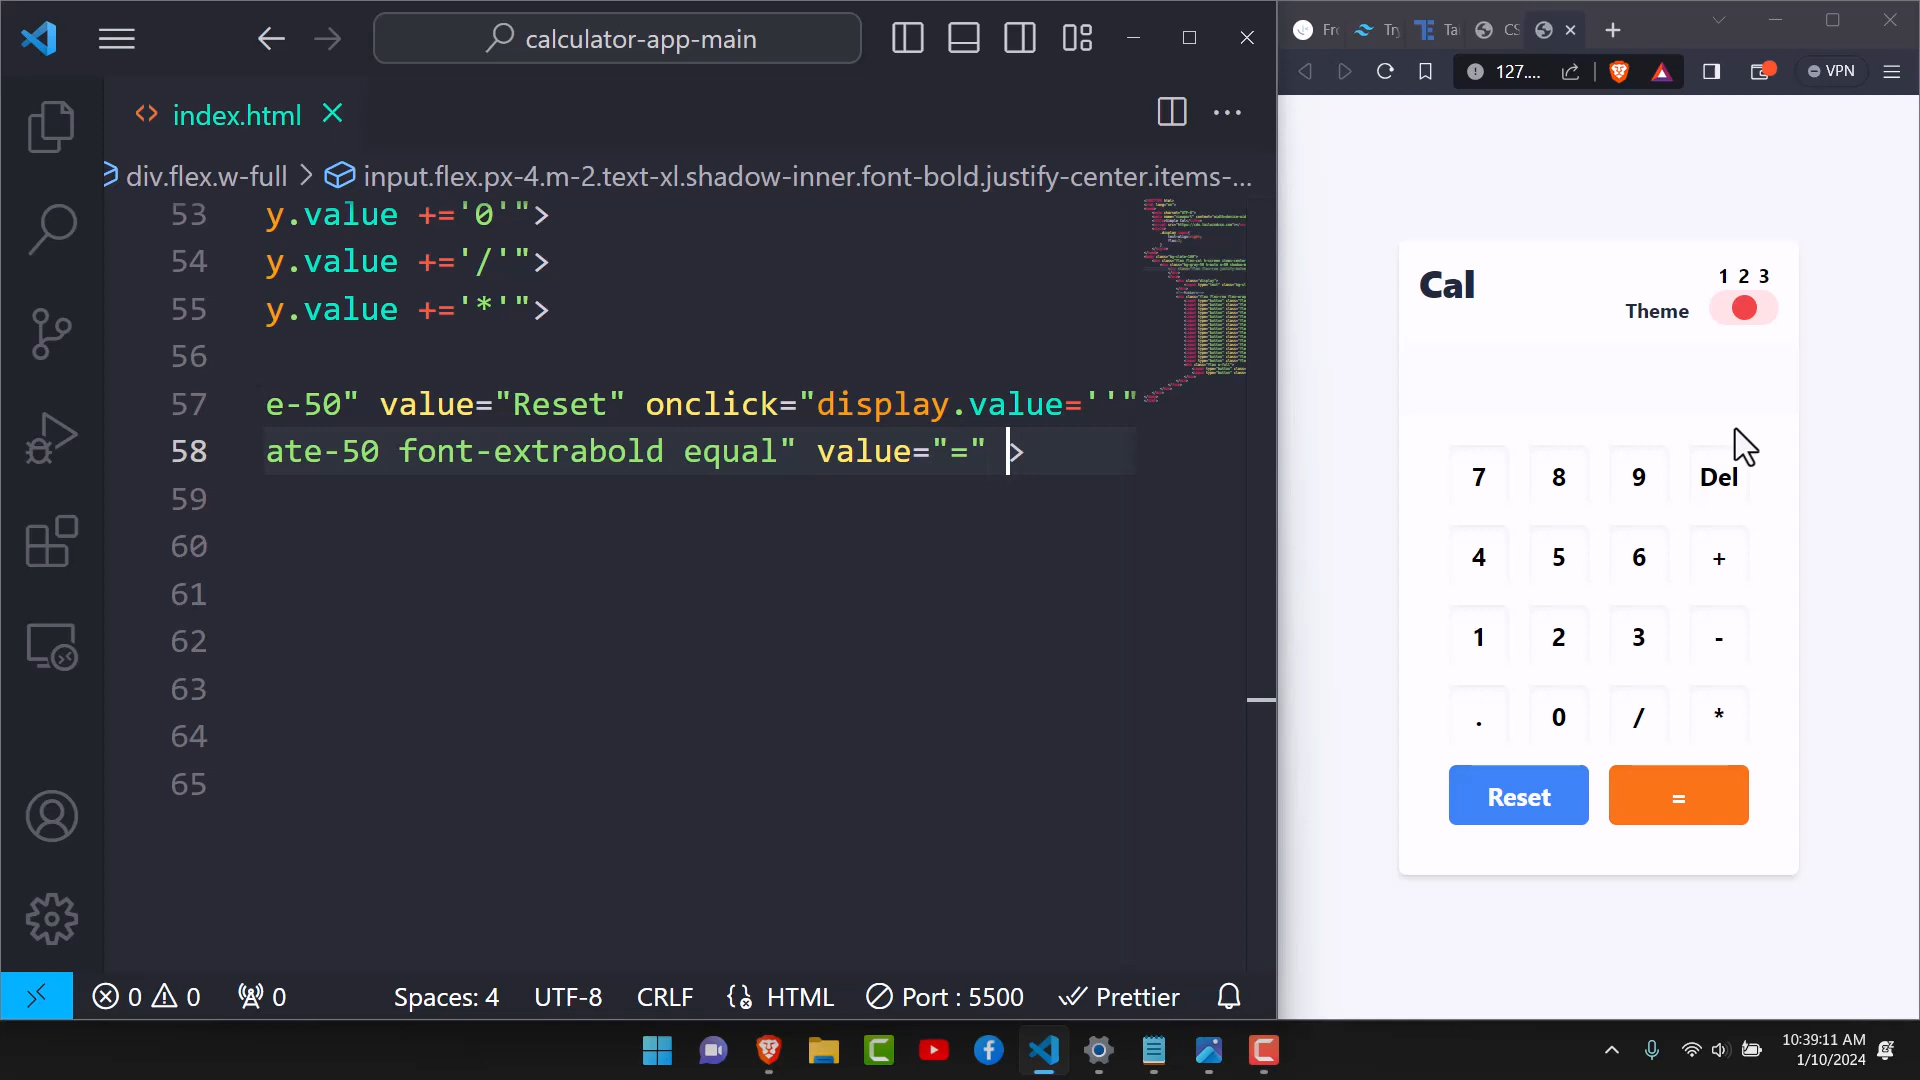 calculator-app-main
index.html
div.flex.w-full > input.flex.px-4.m-2.text-xl.shadow-inner.font-bold.justify-center.items-...
53 y.value +='0'">
54 y.value +='/'">
55 y.value +='*'">
56
57 e-50" value="Reset" onclick="display.value=''"
58 ate-50 font-extrabold equal" value="=" >
59
60
61
62
63
64
65
0 0 0 Spaces: 4 UTF-8 CRLF HTML Port : 5500 Prettier
Fr Ty Ta CS
127.... VPN
Cal
1 2 3
Theme
7 8 9 Del
4 5 6 +
1 2 3 -
. 0 / *
Reset =
10:39:11 AM
1/10/2024